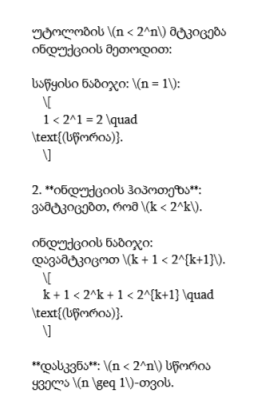 უტოლობის \(n < 2^n\) მტკიცება
ინდუქციის მეთოდით:
საწყისი ნაბიჯი: \(n = 1\):
\[
1 < 2^1 = 2 \quad
\text{(სწორია)}.
\]
2. **ინდუქციის ჰიპოთეზა**:
ვამტკიცებთ, რომ \(k < 2^k\).
ინდუქციის ნაბიჯი:
დავამტკიცოთ \(k + 1 < 2^{k+1}\).
\[
k + 1 < 2^k + 1 < 2^{k+1} \quad
\text{(სწორია)}.
\]
**დასკვნა**: \(n < 2^n\) სწორია
ყველა \(n \geq 1\)-თვის.